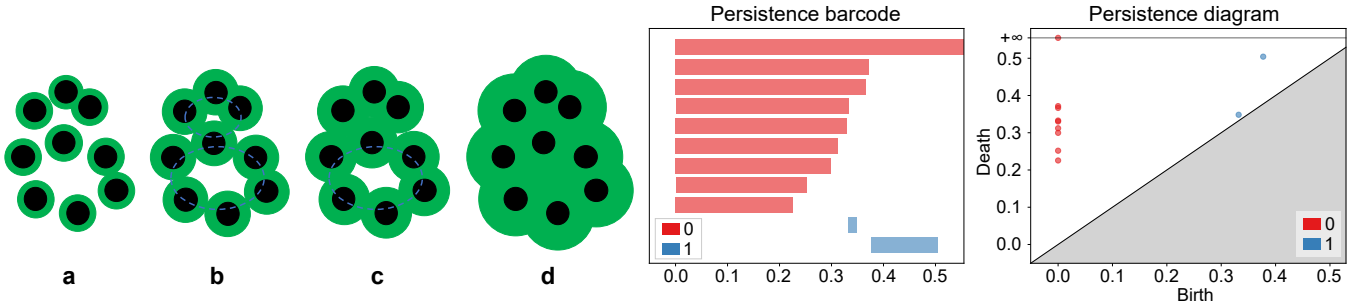 a
b
c
d
Persistence barcode
0
1
0.0 0.1 0.2 0.3 0.4 0.5
Persistence diagram
Death
+∞
0.5
0.4
0.3
0.2
0.1
0.0
0
1
0.0 0.1 0.2 0.3 0.4 0.5
Birth